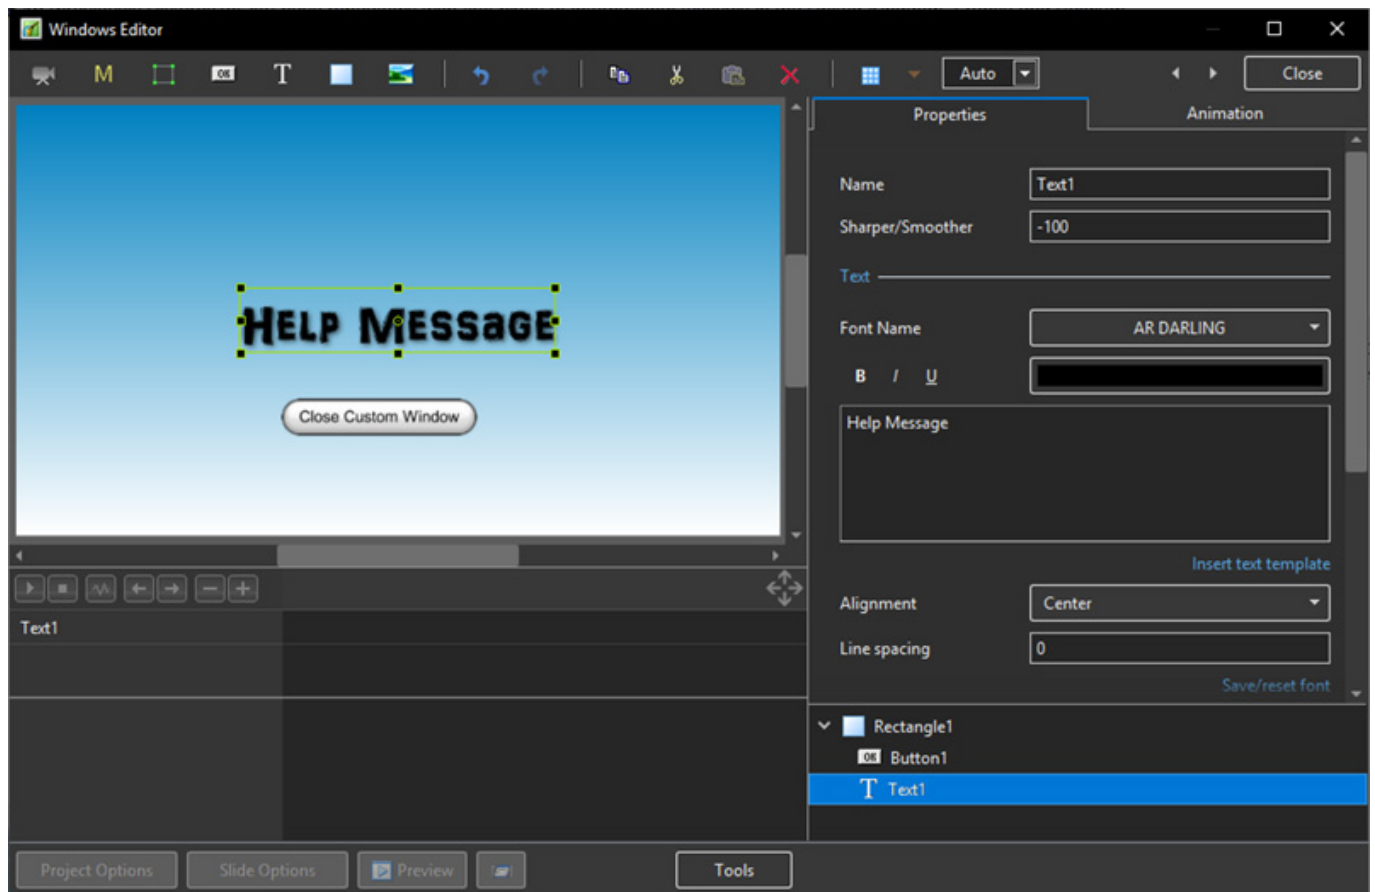 Windows Editor
M OK T Auto Close
Properties Animation
Name Text1
Sharper/Smoother -100
Text
Help Message
Font Name AR DARLING
B I U
Close Custom Window
Help Message
Insert text template
Alignment Center
Text1
Line spacing 0
Save/reset font
Rectangle1
OK Button1
T Text1
Project Options Slide Options Preview Tools